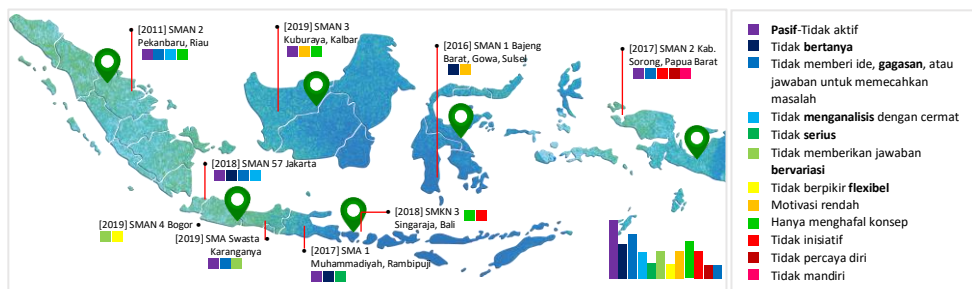 [2011] SMAN 2
Pekanbaru, Riau
[2019] SMAN 3
Kuburaya, Kalbar
[2016] SMAN 1 Bajeng
Barat, Gowa, Sulsel
[2017] SMAN 2 Kab.
Sorong, Papua Barat
[2018] SMAN 57 Jakarta
[2019] SMAN 4 Bogor
[2019] SMA Swasta
Karanganya
[2017] SMA 1
Muhammadiyah, Rambipuji
[2018] SMKN 3
Singaraja, Bali
Pasif-Tidak aktif
Tidak bertanya
Tidak memberi ide, gagasan, atau
jawaban untuk memecahkan
masalah
Tidak menganalisis dengan cermat
Tidak serius
Tidak memberikan jawaban
bervariasi
Tidak berpikir flexibel
Motivasi rendah
Hanya menghafal konsep
Tidak inisiatif
Tidak percaya diri
Tidak mandiri